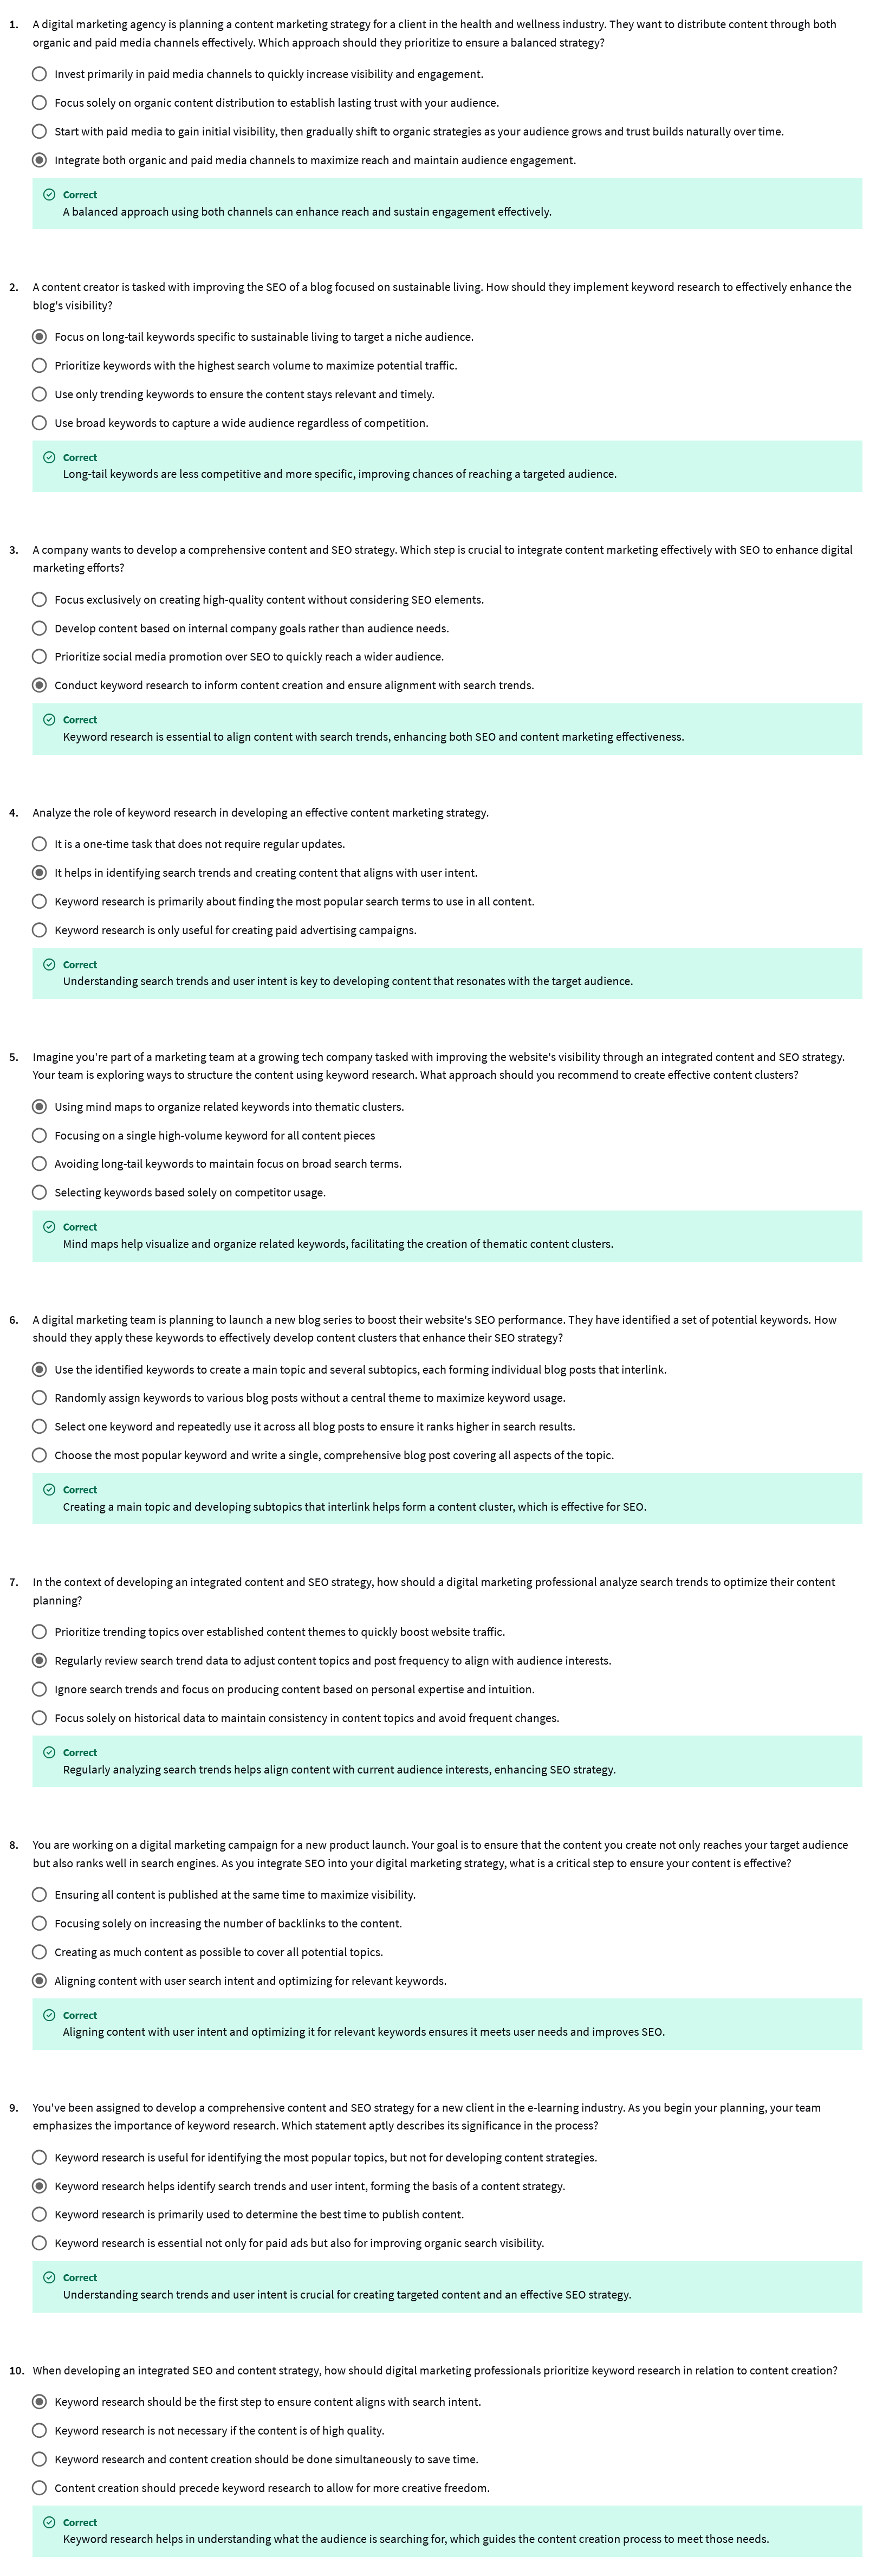 1. A digital marketing agency is planning a content marketing strategy for a client in the health and wellness industry. They want to distribute content through both
organic and paid media channels effectively. Which approach should they prioritize to ensure a balanced strategy?
Invest primarily in paid media channels to quickly increase visibility and engagement.
Focus solely on organic content distribution to establish lasting trust with your audience.
Start with paid media to gain initial visibility, then gradually shift to organic strategies as your audience grows and trust builds naturally over time.
Integrate both organic and paid media channels to maximize reach and maintain audience engagement.
Correct
A balanced approach using both channels can enhance reach and sustain engagement effectively.
2. A content creator is tasked with improving the SEO of a blog focused on sustainable living. How should they implement keyword research to effectively enhance the
blog's visibility?
Focus on long-tail keywords specific to sustainable living to target a niche audience.
Prioritize keywords with the highest search volume to maximize potential traffic.
Use only trending keywords to ensure the content stays relevant and timely.
Use broad keywords to capture a wide audience regardless of competition.
Correct
Long-tail keywords are less competitive and more specific, improving chances of reaching a targeted audience.
3. A company wants to develop a comprehensive content and SEO strategy. Which step is crucial to integrate content marketing effectively with SEO to enhance digital
marketing efforts?
Focus exclusively on creating high-quality content without considering SEO elements.
Develop content based on internal company goals rather than audience needs.
Prioritize social media promotion over SEO to quickly reach a wider audience.
Conduct keyword research to inform content creation and ensure alignment with search trends.
Correct
Keyword research is essential to align content with search trends, enhancing both SEO and content marketing effectiveness.
4. Analyze the role of keyword research in developing an effective content marketing strategy.
It is a one-time task that does not require regular updates.
It helps in identifying search trends and creating content that aligns with user intent.
Keyword research is primarily about finding the most popular search terms to use in all content.
Keyword research is only useful for creating paid advertising campaigns.
Correct
Understanding search trends and user intent is key to developing content that resonates with the target audience.
5. Imagine you're part of a marketing team at a growing tech company tasked with improving the website's visibility through an integrated content and SEO strategy.
Your team is exploring ways to structure the content using keyword research. What approach should you recommend to create effective content clusters?
Using mind maps to organize related keywords into thematic clusters.
Focusing on a single high-volume keyword for all content pieces
Avoiding long-tail keywords to maintain focus on broad search terms.
Selecting keywords based solely on competitor usage.
Correct
Mind maps help visualize and organize related keywords, facilitating the creation of thematic content clusters.
6. A digital marketing team is planning to launch a new blog series to boost their website's SEO performance. They have identified a set of potential keywords. How
should they apply these keywords to effectively develop content clusters that enhance their SEO strategy?
Use the identified keywords to create a main topic and several subtopics, each forming individual blog posts that interlink.
Randomly assign keywords to various blog posts without a central theme to maximize keyword usage.
Select one keyword and repeatedly use it across all blog posts to ensure it ranks higher in search results.
Choose the most popular keyword and write a single, comprehensive blog post covering all aspects of the topic.
Correct
Creating a main topic and developing subtopics that interlink helps form a content cluster, which is effective for SEO.
7. In the context of developing an integrated content and SEO strategy, how should a digital marketing professional analyze search trends to optimize their content
planning?
Prioritize trending topics over established content themes to quickly boost website traffic.
Regularly review search trend data to adjust content topics and post frequency to align with audience interests.
Ignore search trends and focus on producing content based on personal expertise and intuition.
Focus solely on historical data to maintain consistency in content topics and avoid frequent changes.
Correct
Regularly analyzing search trends helps align content with current audience interests, enhancing SEO strategy.
8. You are working on a digital marketing campaign for a new product launch. Your goal is to ensure that the content you create not only reaches your target audience
but also ranks well in search engines. As you integrate SEO into your digital marketing strategy, what is a critical step to ensure your content is effective?
Ensuring all content is published at the same time to maximize visibility.
Focusing solely on increasing the number of backlinks to the content.
Creating as much content as possible to cover all potential topics.
Aligning content with user search intent and optimizing for relevant keywords.
Correct
Aligning content with user intent and optimizing it for relevant keywords ensures it meets user needs and improves SEO.
9. You've been assigned to develop a comprehensive content and SEO strategy for a new client in the e-learning industry. As you begin your planning, your team
emphasizes the importance of keyword research. Which statement aptly describes its significance in the process?
Keyword research is useful for identifying the most popular topics, but not for developing content strategies.
Keyword research helps identify search trends and user intent, forming the basis of a content strategy.
Keyword research is primarily used to determine the best time to publish content.
Keyword research is essential not only for paid ads but also for improving organic search visibility.
Correct
Understanding search trends and user intent is crucial for creating targeted content and an effective SEO strategy.
10. When developing an integrated SEO and content strategy, how should digital marketing professionals prioritize keyword research in relation to content creation?
Keyword research should be the first step to ensure content aligns with search intent.
Keyword research is not necessary if the content is of high quality.
Keyword research and content creation should be done simultaneously to save time.
Content creation should precede keyword research to allow for more creative freedom.
Correct
Keyword research helps in understanding what the audience is searching for, which guides the content creation process to meet those needs.